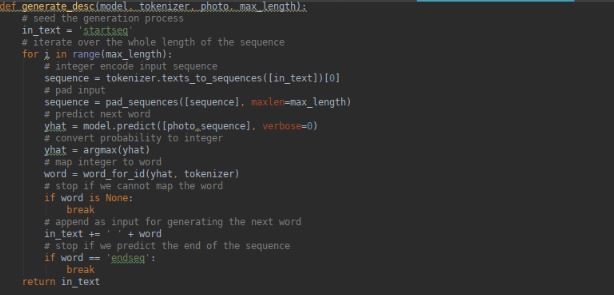 def generate_desc(model, tokenizer, photo, max_length):
    # seed the generation process
    in_text = 'startseq'
    # iterate over the whole length of the sequence
    for i in range(max_length):
        # integer encode input sequence
        sequence = tokenizer.texts_to_sequences([in_text])[0]
        # pad input
        sequence = pad_sequences([sequence], maxlen=max_length)
        # predict next word
        yhat = model.predict([photo,sequence], verbose=0)
        # convert probability to integer
        yhat = argmax(yhat)
        # map integer to word
        word = word_for_id(yhat, tokenizer)
        # stop if we cannot map the word
        if word is None:
            break
        # append as input for generating the next word
        in_text += ' ' + word
        # stop if we predict the end of the sequence
        if word == 'endseq':
            break
    return in_text